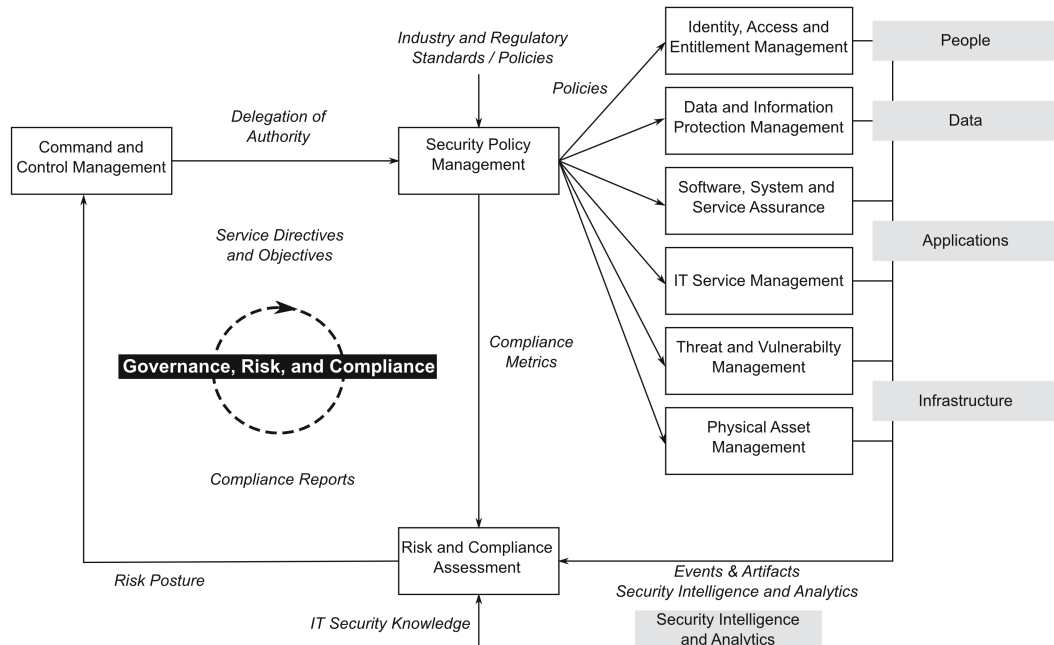 Industry and Regulatory
Standards / Policies
Policies
Identity, Access and
Entitlement Management
People
Delegation of
Authority
Command and
Control Management
Security Policy
Management
Data and Information
Protection Management
Data
Software, System and
Service Assurance
Service Directives
and Objectives
Applications
IT Service Management
Governance, Risk, and Compliance
Compliance
Metrics
Threat and Vulnerabilty
Management
Infrastructure
Physical Asset
Management
Compliance Reports
Risk and Compliance
Assessment
Risk Posture
Events & Artifacts
Security Intelligence and Analytics
IT Security Knowledge
Security Intelligence
and Analytics